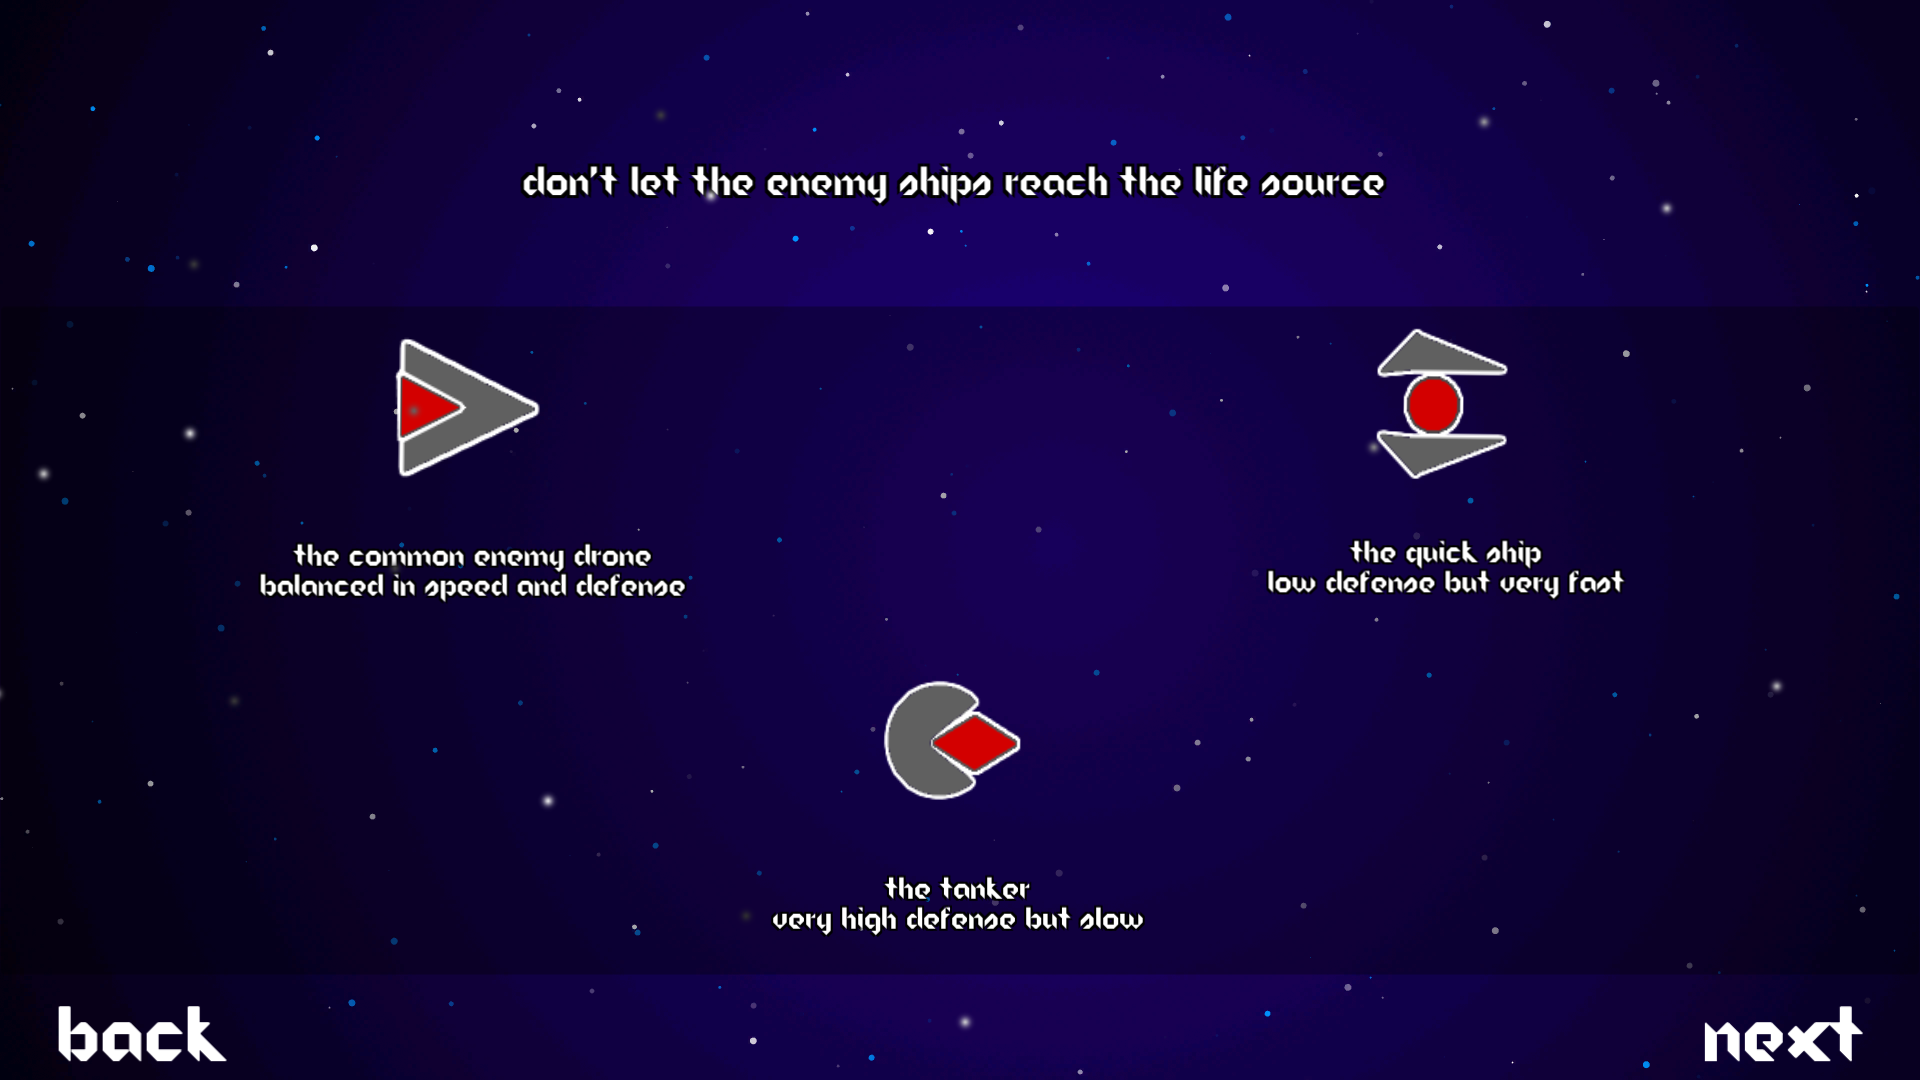 don't let the enemy ships reach the life source
the common enemy drone
balanced in speed and defense
the quick ship
low defense but very fast
the tanker
very high defense but slow
back
next